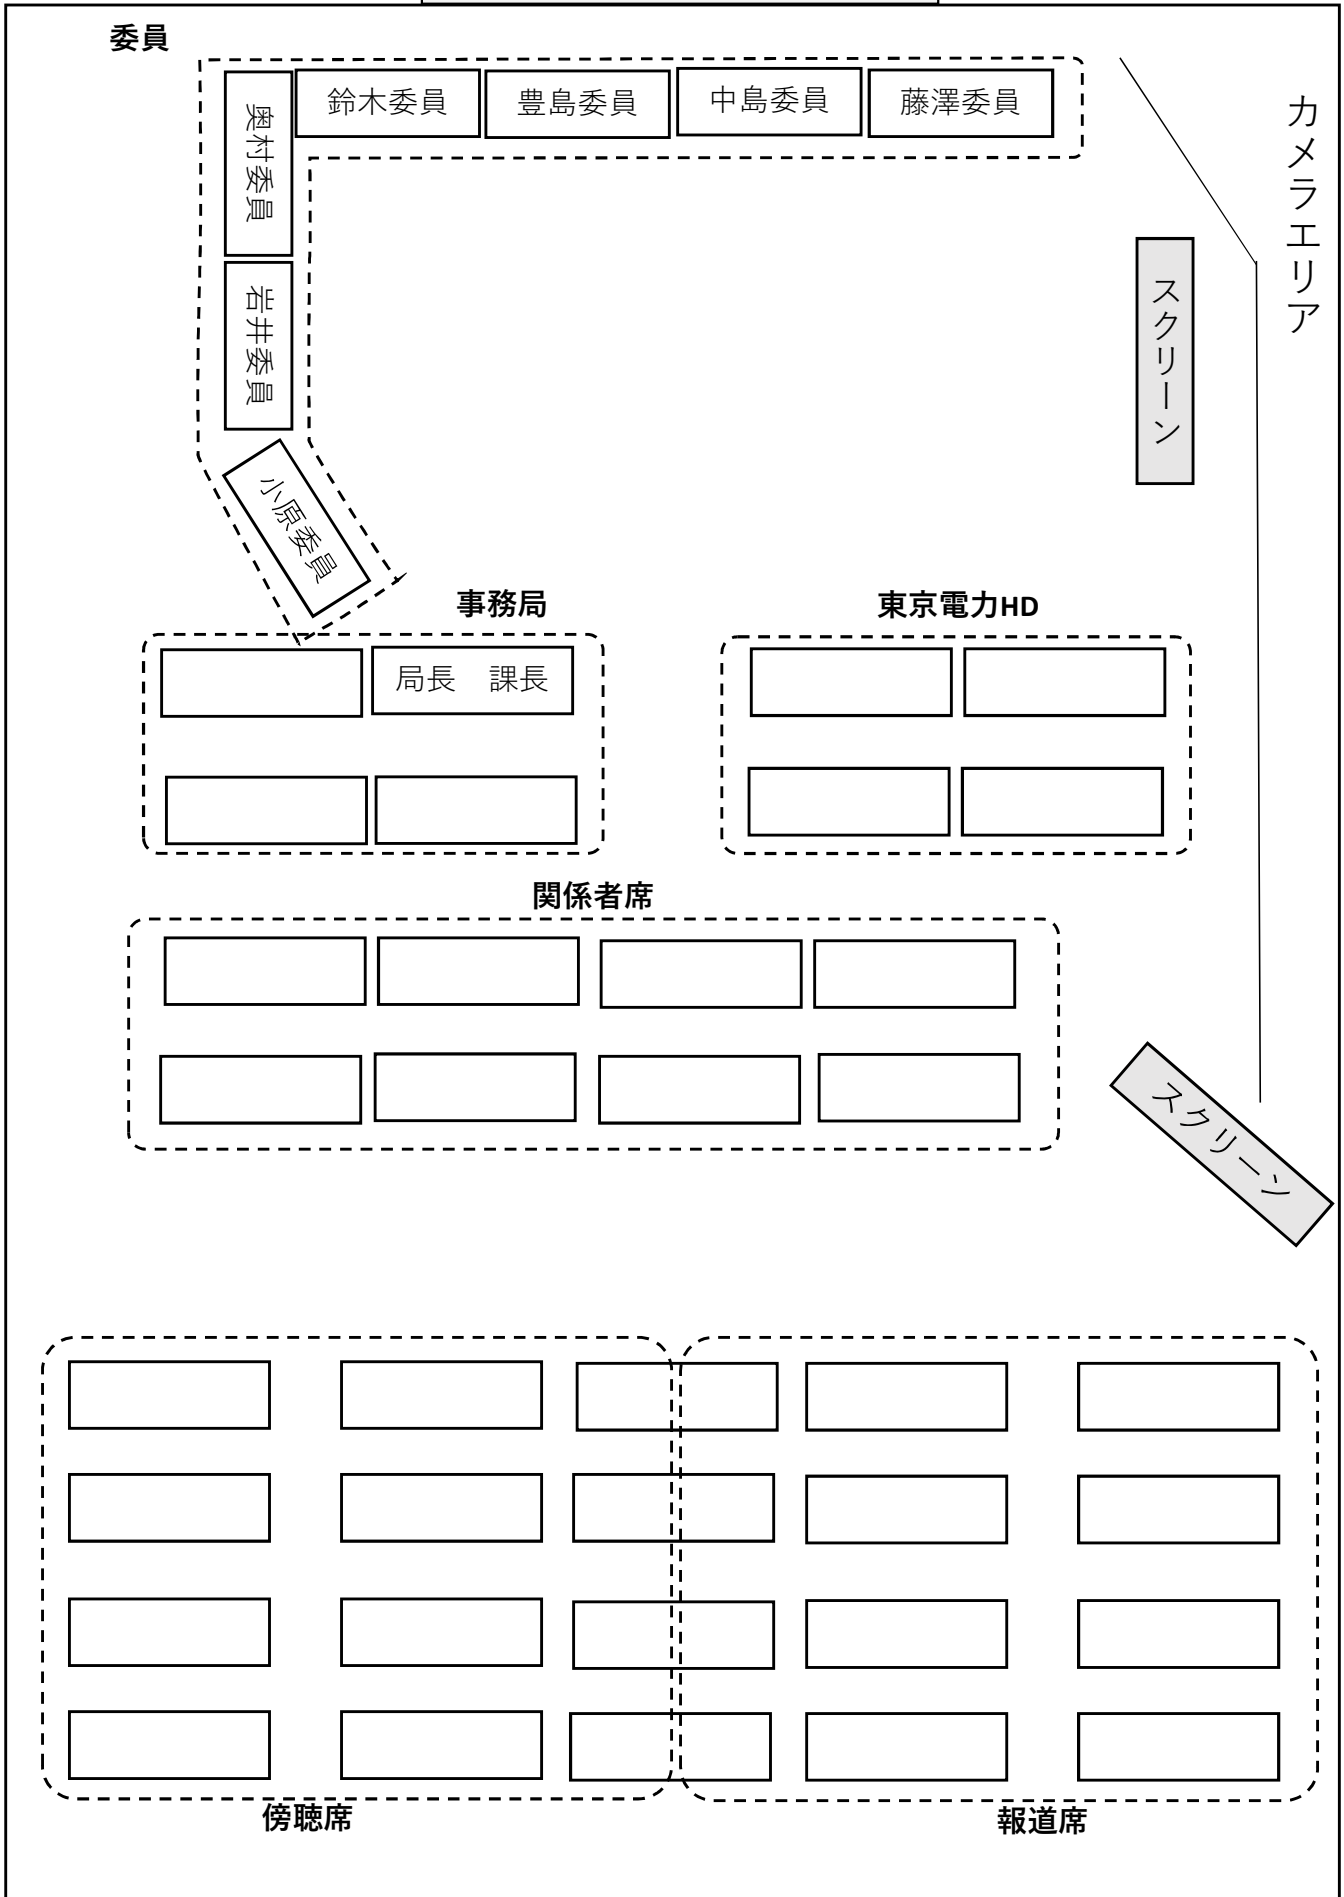 委員
鈴木委員
豊島委員
中島委員
藤澤委員
奥村委員
岩井委員
小原委員
カメラエリア
スクリーン
事務局
東京電力HD
局長　課長
関係者席
スクリーン
傍聴席
報道席